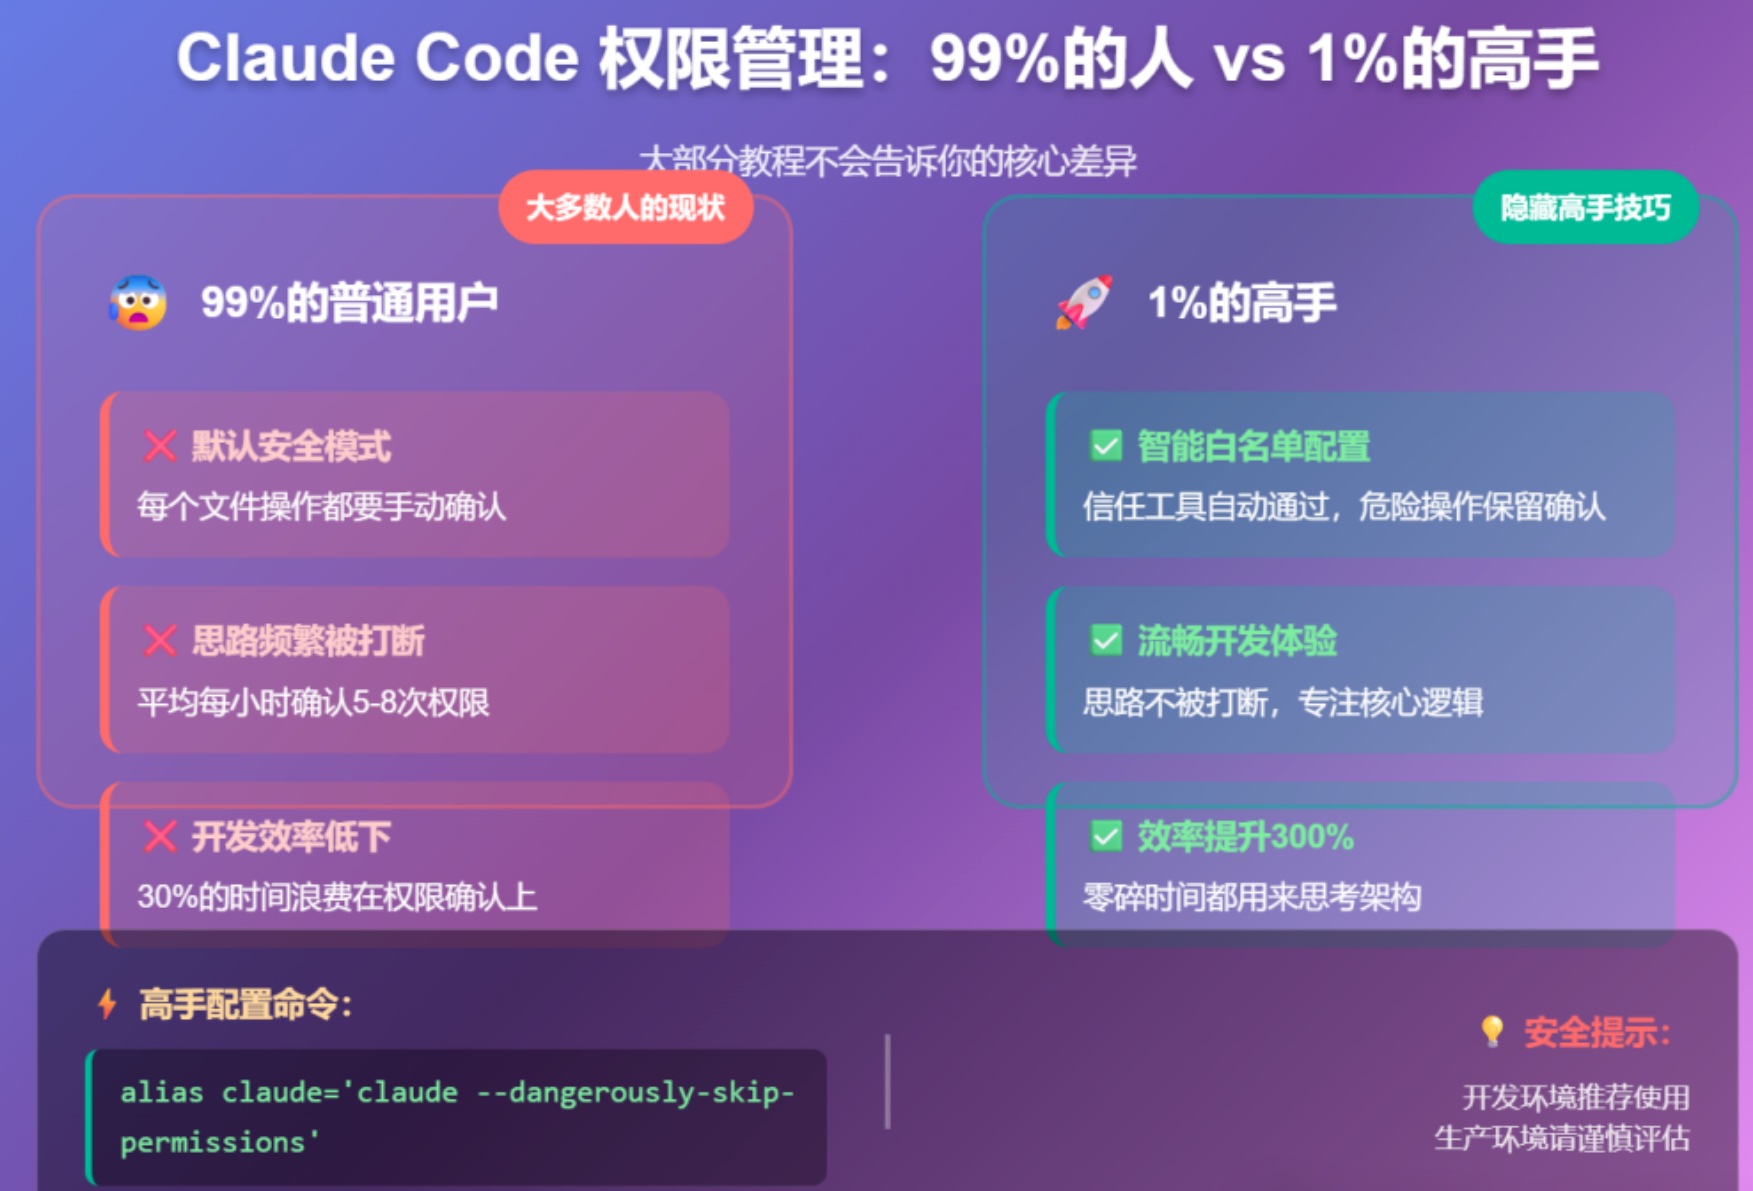 Claude Code 权限管理：99%的人 vs 1%的高手
大部分教程不会告诉你的核心差异
大多数人的现状
99%的普通用户
默认安全模式
每个文件操作都要手动确认
思路频繁被打断
平均每小时确认5-8次权限
开发效率低下
30%的时间浪费在权限确认上
隐藏高手技巧
1%的高手
智能白名单配置
信任工具自动通过，危险操作保留确认
流畅开发体验
思路不被打断，专注核心逻辑
效率提升300%
零碎时间都用来思考架构
高手配置命令：
alias claude='claude --dangerously-skip-
permissions'
安全提示：
开发环境推荐使用
生产环境请谨慎评估